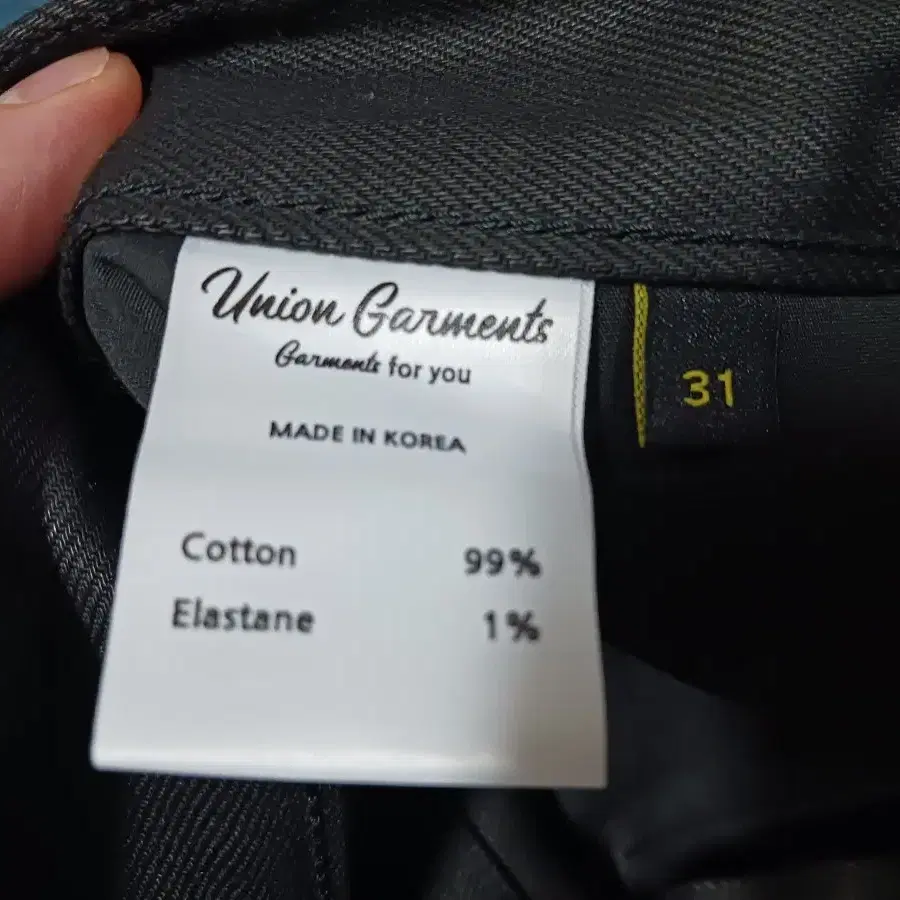 Union Garments
Garments for you
MADE IN KOREA
Cotton 99%
Elastane 1%
31